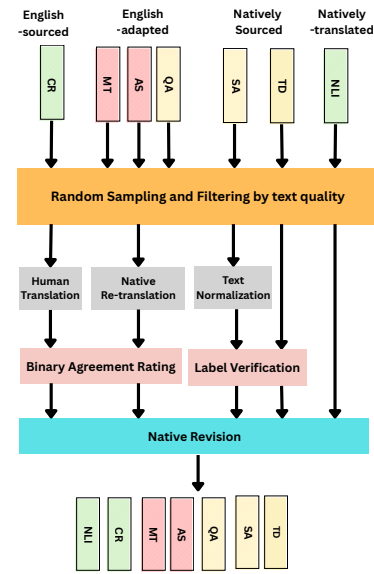 English
-sourced
English
-adapted
Natively
Sourced
Natively
-translated
CR
MT
AS
QA
SA
TD
NLI
Random Sampling and Filtering by text quality
Human
Translation
Native
Re-translation
Text
Normalization
Binary Agreement Rating
Label Verification
Native Revision
NLI
CR
MT
AS
QA
SA
TD